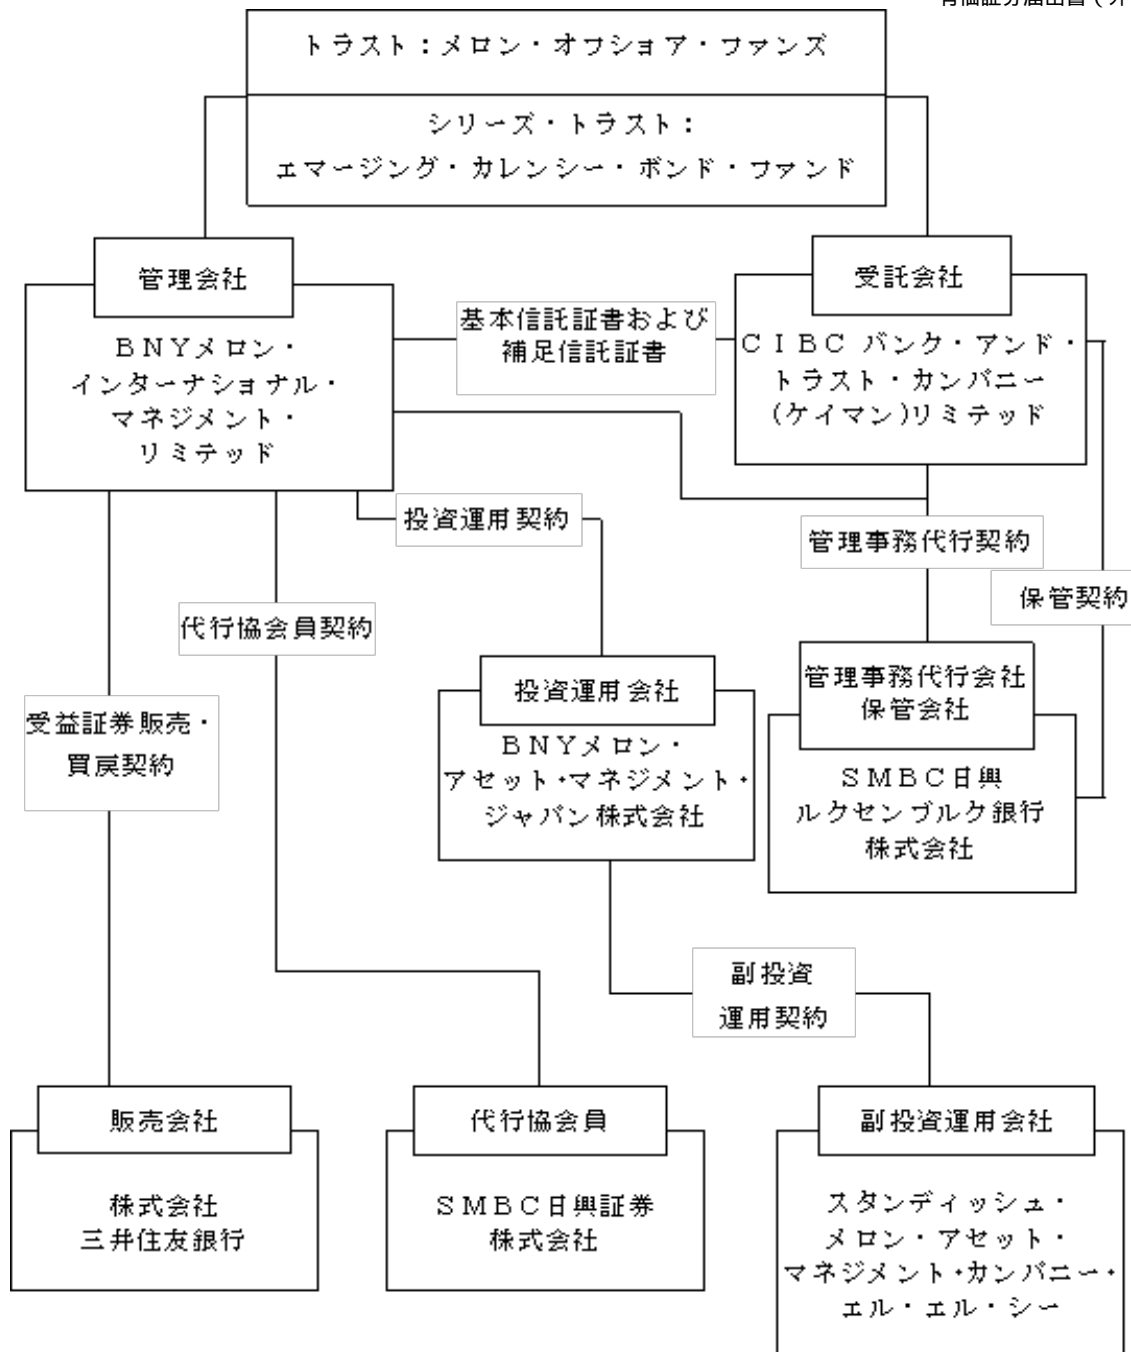 トラスト：メロン・オフショア・ファンズ
シリーズ・トラスト：
エマージング・カレンシー・ボンド・ファンド
管理会社
BNYメロン・
インターナショナル・
マネジメント・
リミテッド
基本信託証書および
補足信託証書
受託会社
CIBC バンク・アンド・
トラスト・カンパニー
(ケイマン)リミテッド
投資運用契約
管理事務代行契約
保管契約
代行協会員契約
受益証券販売・
買戻契約
投資運用会社
BNYメロン・
アセット・マネジメント・
ジャパン株式会社
管理事務代行会社
保管会社
SMBC日興
ルクセンブルク銀行
株式会社
副投資
運用契約
販売会社
株式会社
三井住友銀行
代行協会員
SMBC日興証券
株式会社
副投資運用会社
スタンディッシュ・
メロン・アセット・
マネジメント・カンパニー・
エル・エル・シー